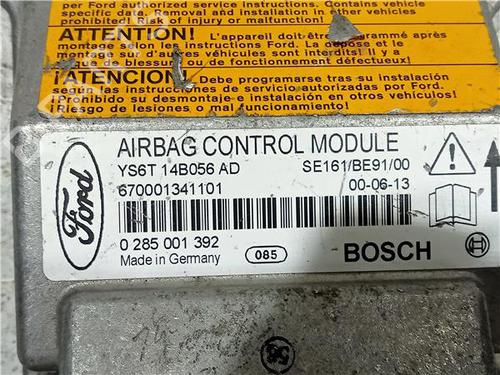 per Ford authorized service instructions. Contains vehicle
specific data. Removal and installation in other vehicles
prohibited! Risk of injury or malfunction!
ATTENTION! L'appareil doit être programmé après
montage selon les instructions Ford. La dépose et le
montage sur d'autres véhicules sont interdits! Il y a
que de blessure ou de fonctionnement défectueux!
¡ATENCION! Debe programarse tras el montaje
según las instrucciones de servicio autorizadas por Ford.
¡Prohibido su desmontaje e instalación en otros vehículos!
¡Riesgo de lesiones o mal funcionamiento!
AIRBAG CONTROL MODULE
YS6T 14B056 AD SE161/BE91/00
670001341101 00-06-13
Ford
0 285 001 392
Made in Germany 085 BOSCH